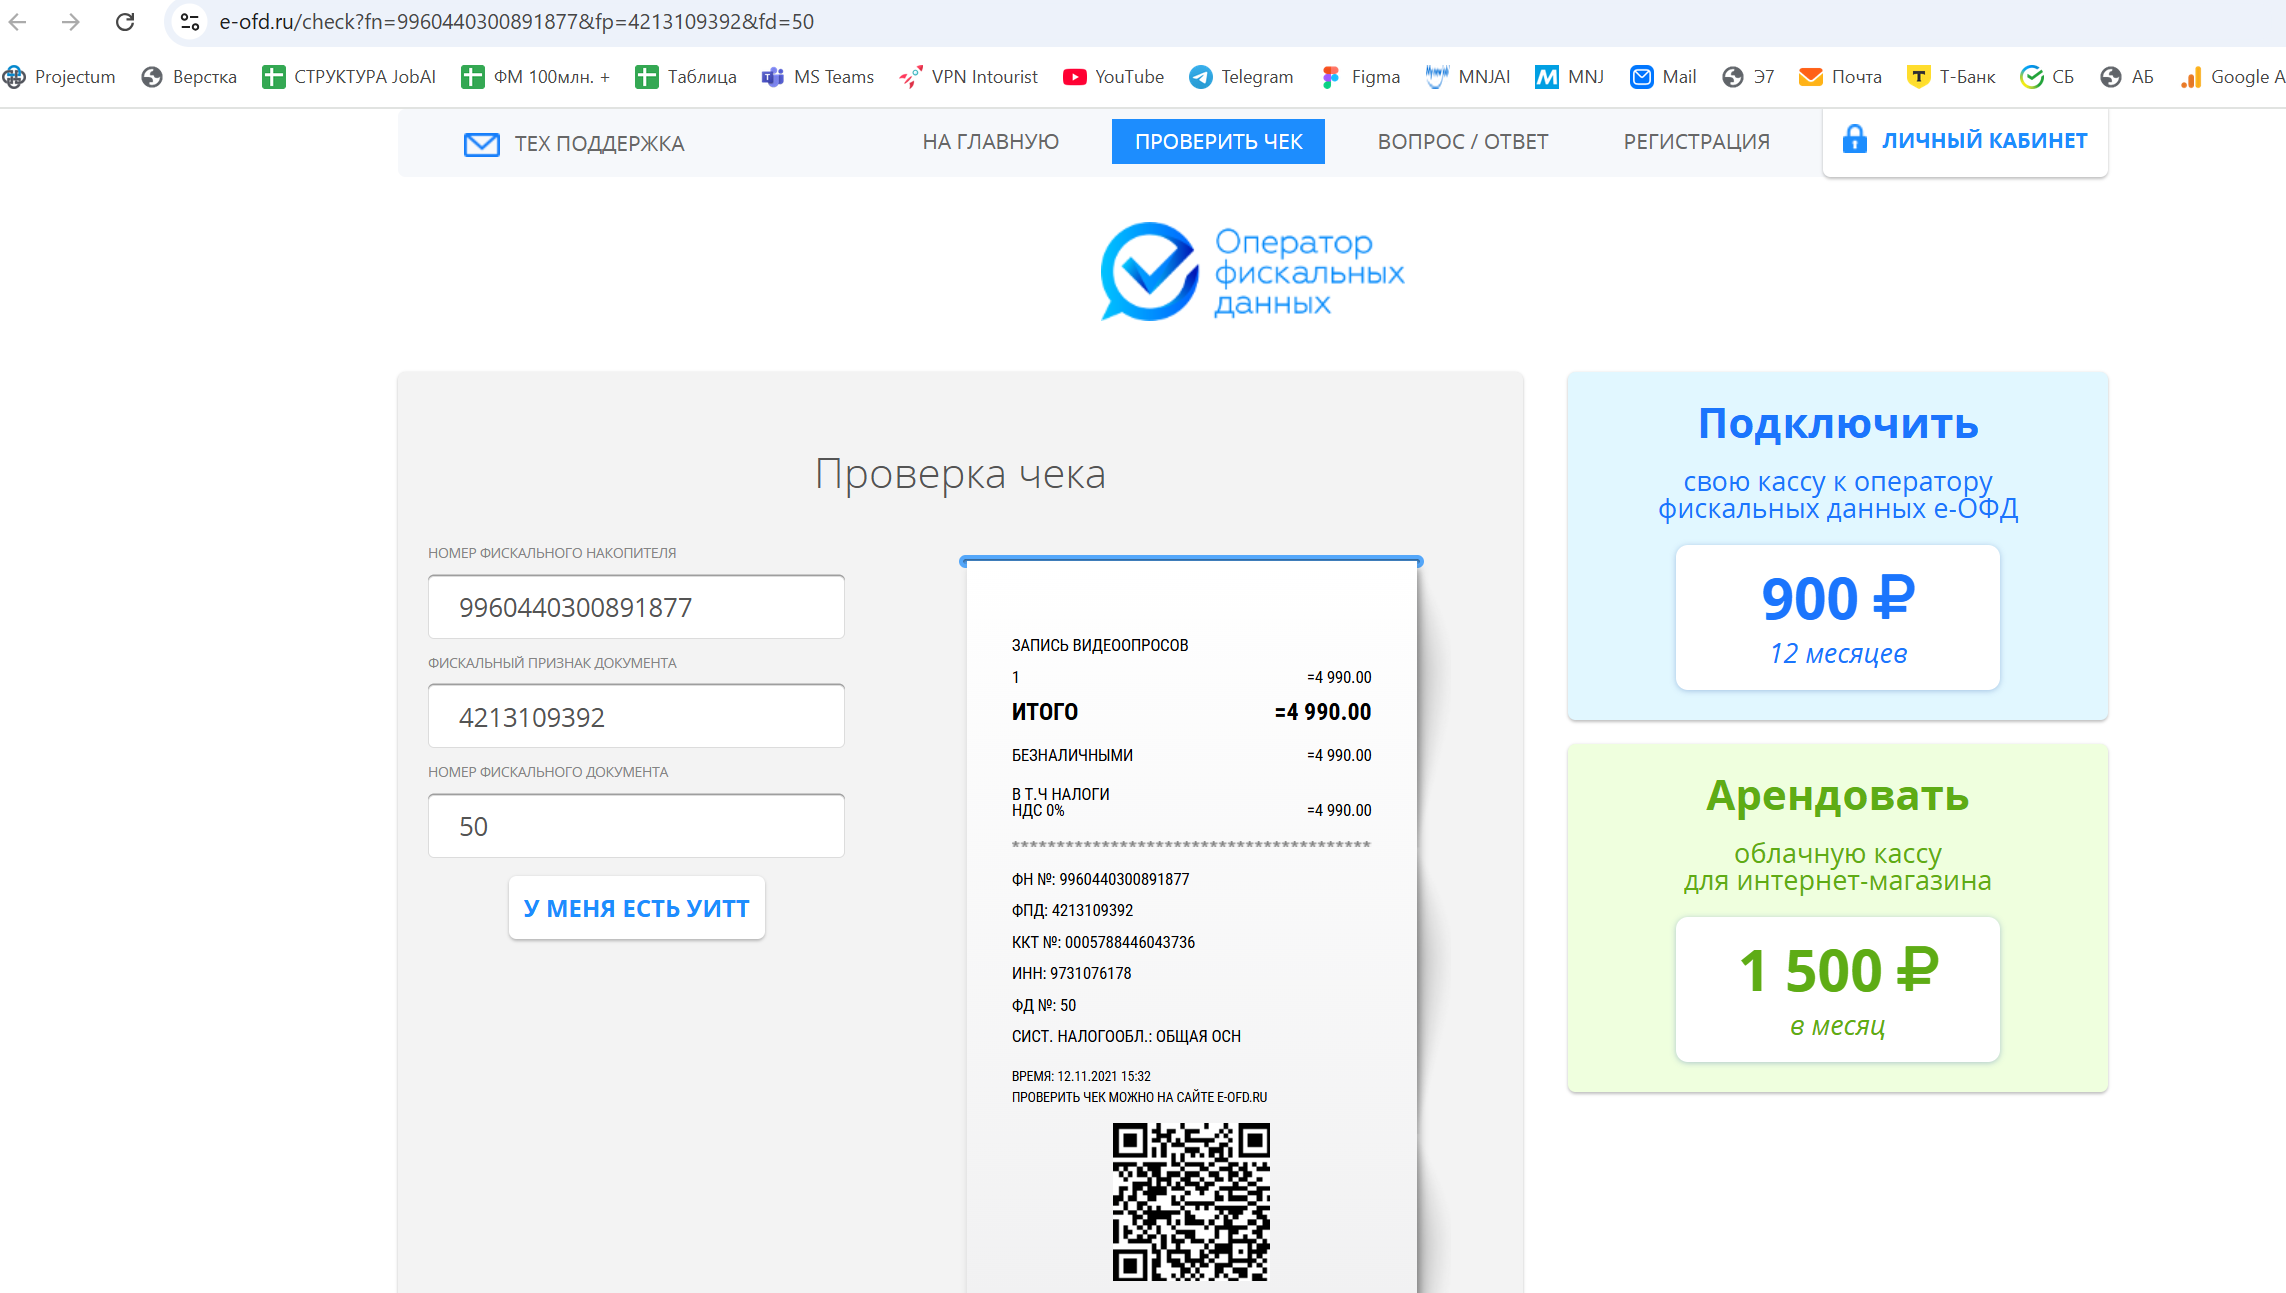 e-ofd.ru/check?fn=9960440300891877&fp=4213109392&fd=50
Projectum Верстка СТРУКТУРА JobAI ФМ 100млн. + Таблица MS Teams VPN Intourist YouTube Telegram Figma MNJAI MNJ Mail Э7 Почта Т-Банк СБ АБ Google A
ТЕХ ПОДДЕРЖКА НА ГЛАВНУЮ ПРОВЕРИТЬ ЧЕК ВОПРОС / ОТВЕТ РЕГИСТРАЦИЯ ЛИЧНЫЙ КАБИНЕТ
Оператор
фискальных
данных
Проверка чека
НОМЕР ФИСКАЛЬНОГО НАКОПИТЕЛЯ
9960440300891877
ФИСКАЛЬНЫЙ ПРИЗНАК ДОКУМЕНТА
4213109392
НОМЕР ФИСКАЛЬНОГО ДОКУМЕНТА
50
У МЕНЯ ЕСТЬ УИТТ
ЗАПИСЬ ВИДЕООПРОСОВ
1 =4 990.00
ИТОГО =4 990.00
БЕЗНАЛИЧНЫМИ =4 990.00
В Т.Ч НАЛОГИ
НДС 0% =4 990.00
****************************************
ФН №: 9960440300891877
ФПД: 4213109392
ККТ №: 0005788446043736
ИНН: 9731076178
ФД №: 50
СИСТ. НАЛОГООБЛ.: ОБЩАЯ ОСН
ВРЕМЯ: 12.11.2021 15:32
ПРОВЕРИТЬ ЧЕК МОЖНО НА САЙТЕ E-OFD.RU
Подключить
свою кассу к оператору
фискальных данных е-ОФД
900 ₽
12 месяцев
Арендовать
облачную кассу
для интернет-магазина
1 500 ₽
в месяц